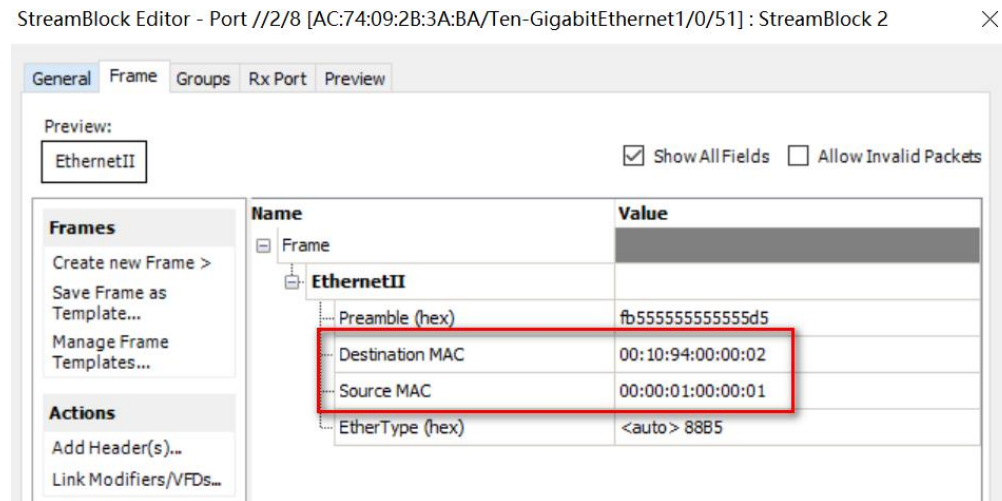 StreamBlock Editor - Port //2/8 [AC:74:09:2B:3A:BA/Ten-GigabitEthernet1/0/51] : StreamBlock 2
General Frame Groups Rx Port Preview
Preview:
EthernetII
Show All Fields Allow Invalid Packets
Frames
Create new Frame >
Save Frame as
Template...
Manage Frame
Templates...
Actions
Add Header(s)...
Link Modifiers/VFDs...
Name Value
Frame
EthernetII
Preamble (hex) fb555555555555d5
Destination MAC 00:10:94:00:00:02
Source MAC 00:00:01:00:00:01
EtherType (hex) <auto> 88B5